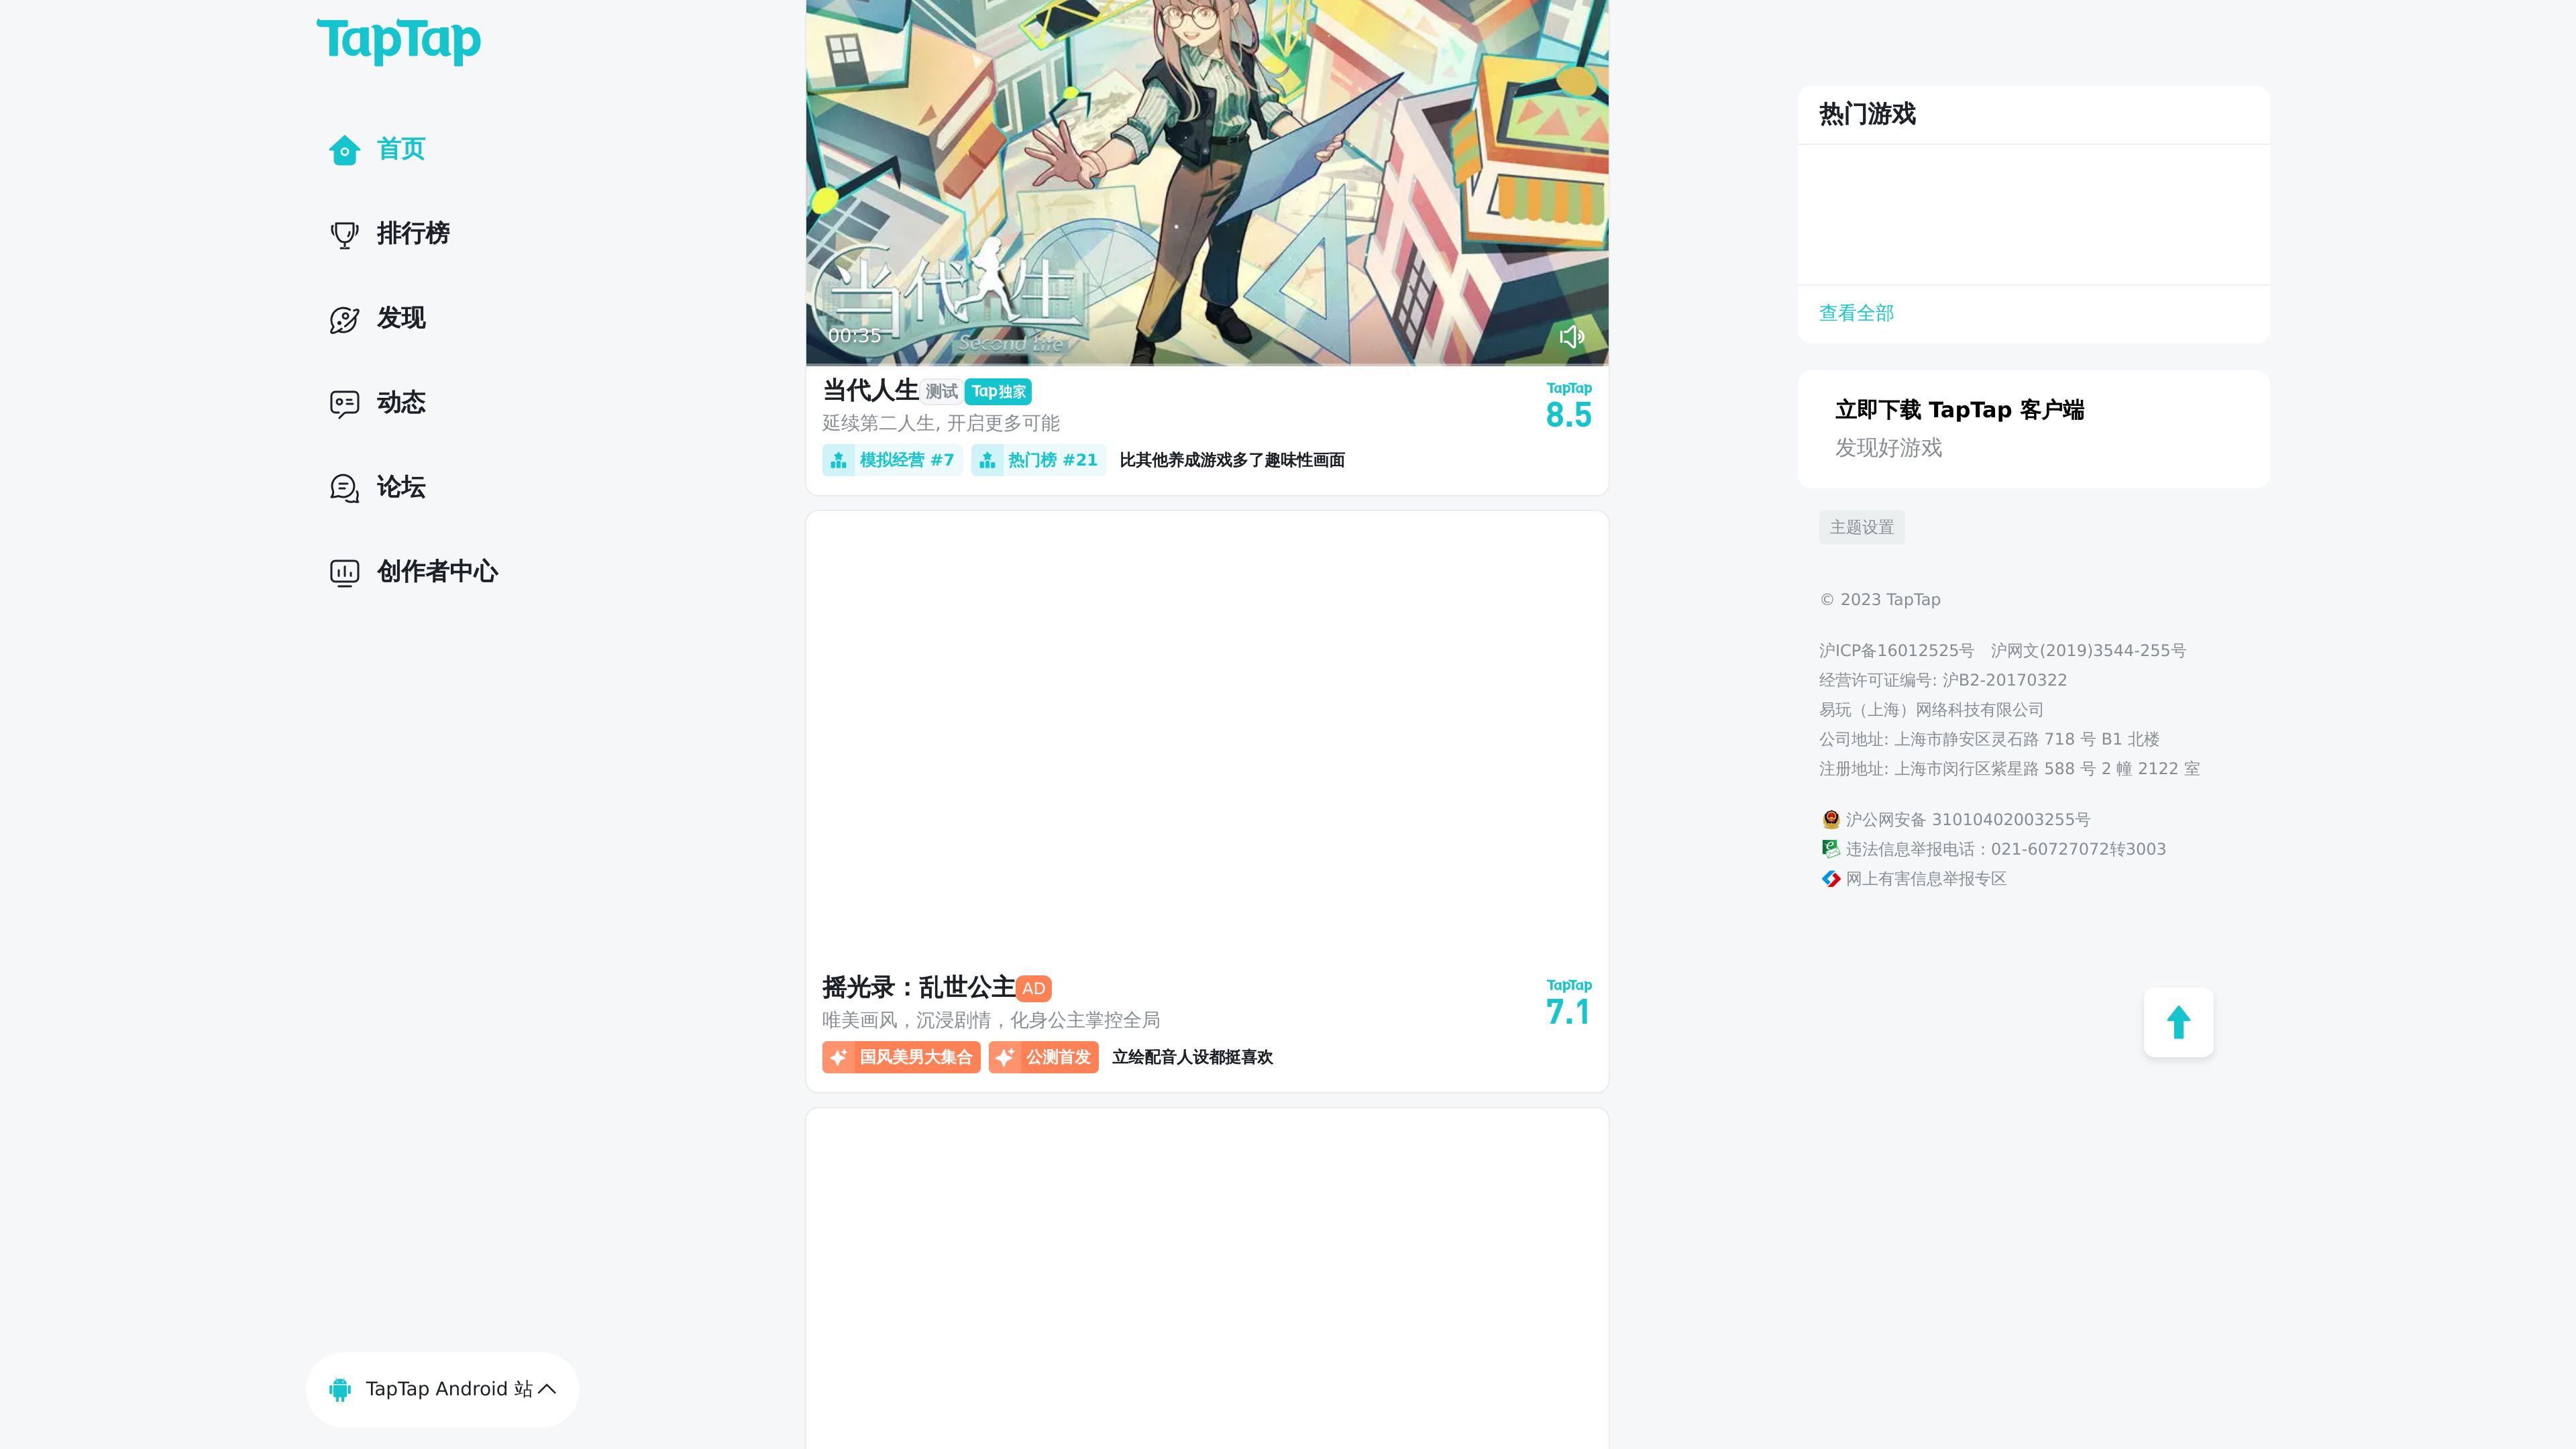 TapTap
首页
排行榜
发现
动态
论坛
创作者中心
TapTap Android 站
当代人生
Second life
00:35
当代人生 测试 Tap独家
TapTap
8.5
延续第二人生, 开启更多可能
模拟经营 #7 热门榜 #21 比其他养成游戏多了趣味性画面
摇光录：乱世公主 AD
TapTap
7.1
唯美画风，沉浸剧情，化身公主掌控全局
国风美男大集合 公测首发 立绘配音人设都挺喜欢
热门游戏
查看全部
立即下载 TapTap 客户端
发现好游戏
主题设置
© 2023 TapTap
沪ICP备16012525号 沪网文(2019)3544-255号
经营许可证编号: 沪B2-20170322
易玩（上海）网络科技有限公司
公司地址: 上海市静安区灵石路 718 号 B1 北楼
注册地址: 上海市闵行区紫星路 588 号 2 幢 2122 室
沪公网安备 31010402003255号
违法信息举报电话：021-60727072转3003
网上有害信息举报专区